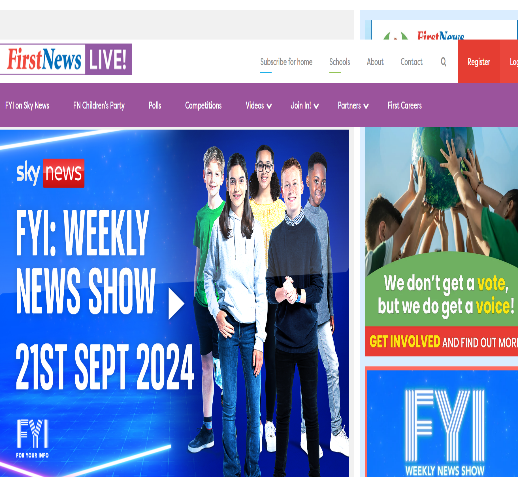 FirstNews
FirstNews LIVE!
Subscribe for home
Schools
About
Contact
Register
FYI on Sky News
FN Children's Party
Polls
Competitions
Videos
Join In!
Partners
First Careers
sky news
FYI: WEEKLY
NEWS SHOW
21ST SEPT 2024
FYI
FOR YOUR INFO
We don't get a vote,
but we do get a voice!
GET INVOLVED AND FIND OUT MOR
FYI
WEEKLY NEWS SHOW